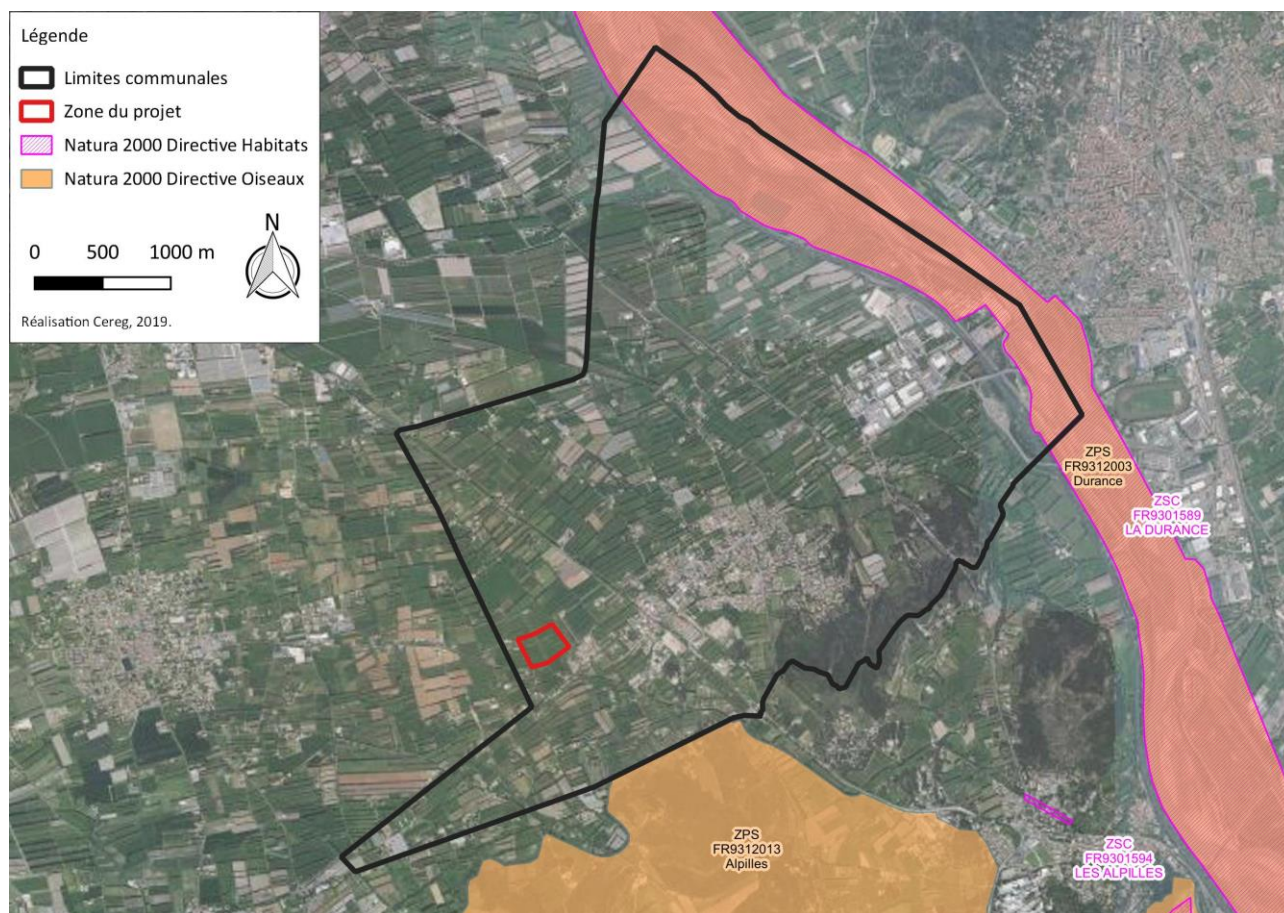 Légende
Limites communales
Zone du projet
Natura 2000 Directive Habitats
Natura 2000 Directive Oiseaux
N
0 500 1000 m
Réalisation Cereg, 2019.
ZPS
FR9312003
Durance
ZSC
FR9301589
LA DURANCE
ZPS
FR9312013
Alpilles
ZSC
FR9301594
LES ALPILLES